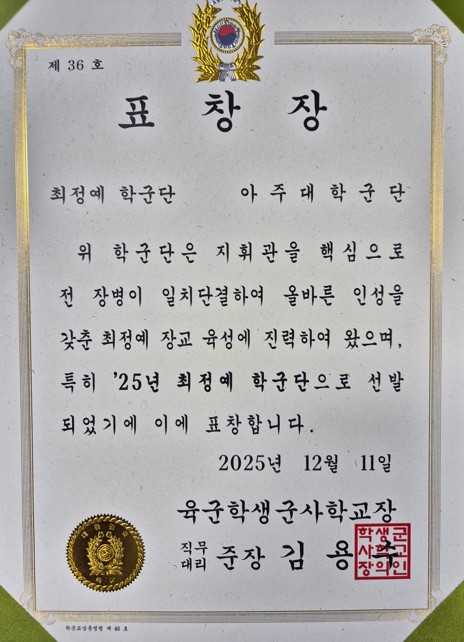 제 36 호
표 창 장
최정예 학군단 아주대학군단
위 학군단은 지휘관을 핵심으로
전 장병이 일치단결하여 올바른 인성을
갖춘 최정예 장교 육성에 진력하여 왔으며,
특히 '25년 최정예 학군단으로 선발
되었기에 이에 표창합니다.
2025년 12월 11일
육군학생군사학교장
직무
대리 준장 김 용 수
학생군
사학교
장의인